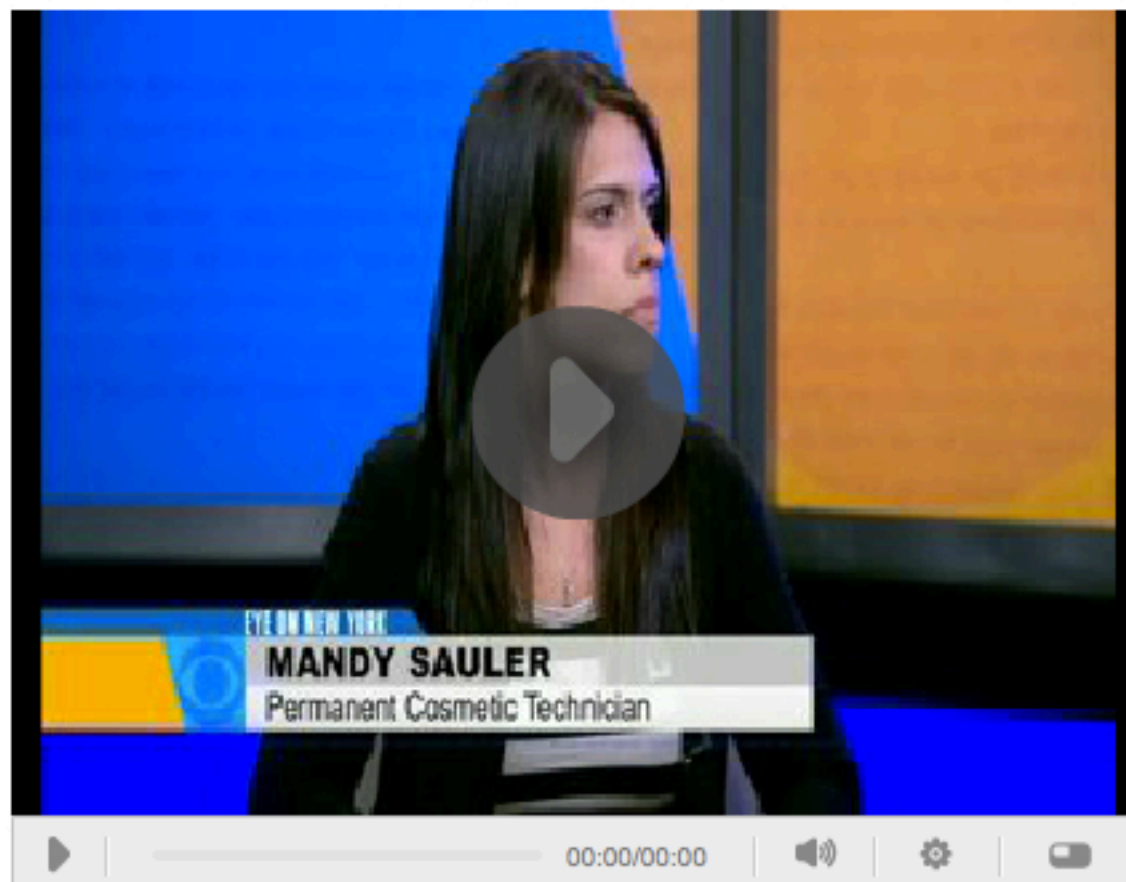 EYE ON NEW YORK
MANDY SAULER
Permanent Cosmetic Technician
00:00/00:00